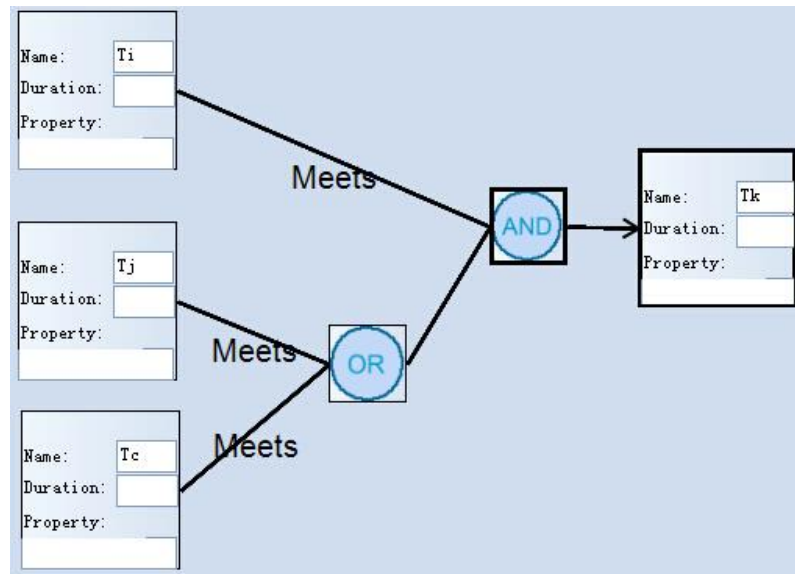 Name: Ti
Duration:
Property:
Meets
AND
Name: Tk
Duration:
Property:
Name: Tj
Duration:
Property:
Meets
OR
Meets
Name: Tc
Duration:
Property: